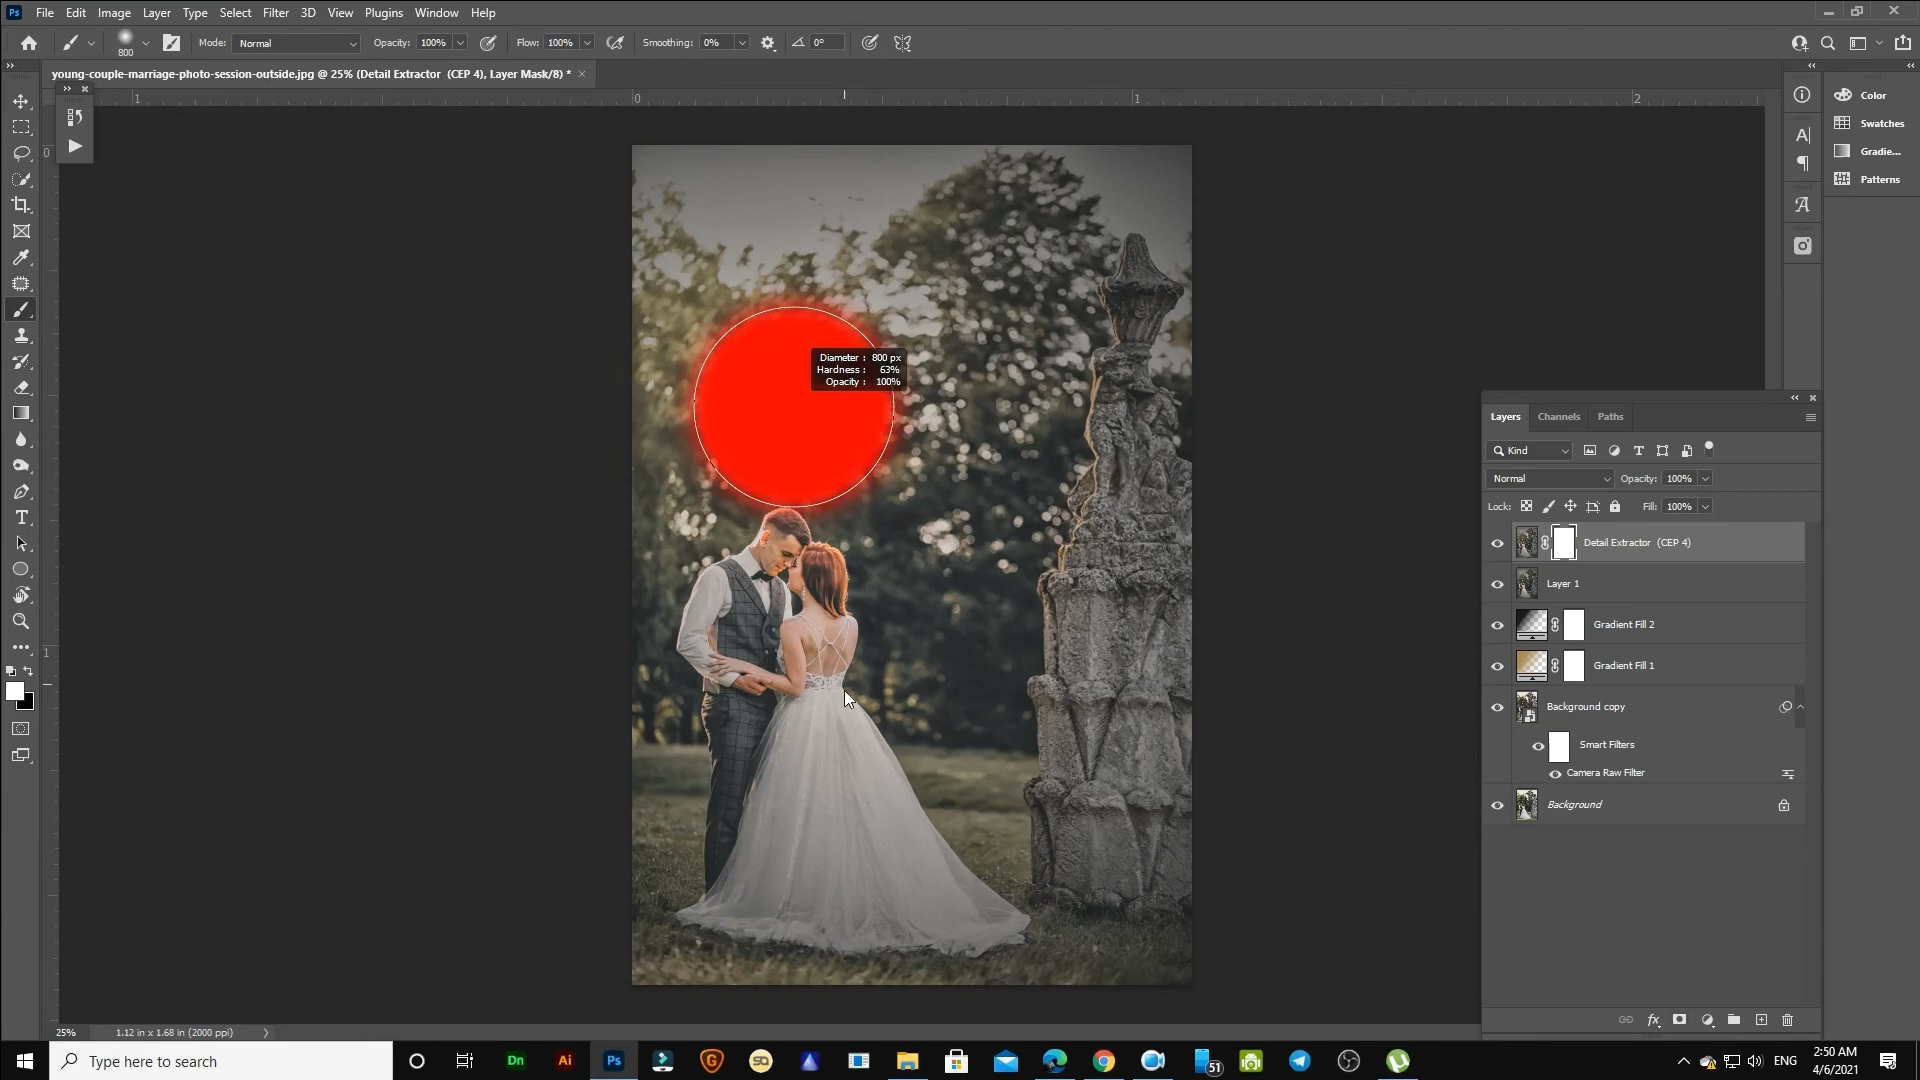 Ps File Edit Image Layer Type Select Filter 3D View Plugins Window Help
800 Mode: Normal Opacity: 100% Flow: 100% Smoothing: 0% 0°
young-couple-marriage-photo-session-outside.jpg @ 25% (Detail Extractor (CEP 4), Layer Mask/8) *
1 0 1 2
Color
Swatches
Gradie...
Patterns
0
1
Diameter : 800 px
Hardness : 63%
Opacity : 100%
Layers Channels Paths
Kind
Normal Opacity: 100%
Lock: Fill: 100%
Detail Extractor (CEP 4)
Layer 1
Gradient Fill 2
Gradient Fill 1
Background copy
Smart Filters
Camera Raw Filter
Background
25% 1.12 in x 1.68 in (2000 ppi)
Type here to search
Dn Ai Ps 51 ENG
2:50 AM
4/6/2021